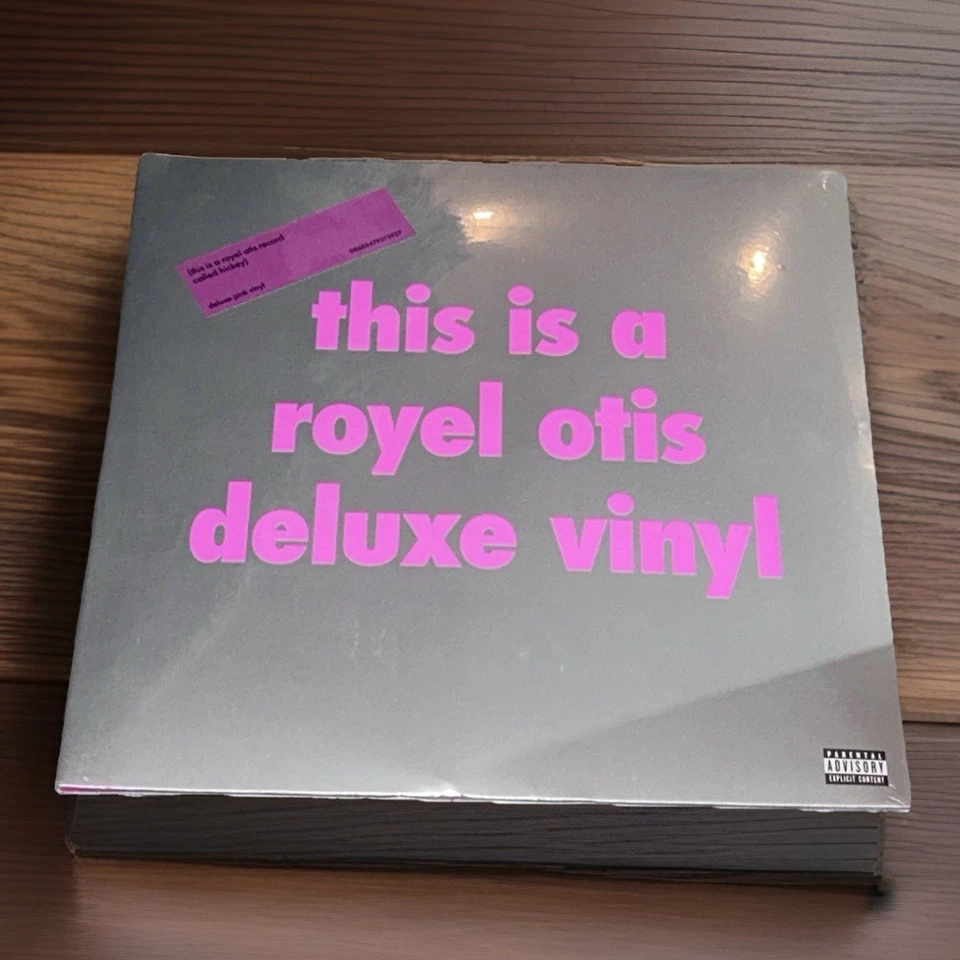 (this is a royel otis record
called hickey)
deluxe pink vinyl
this is a
royel otis
deluxe vinyl
PARENTAL
ADVISORY
EXPLICIT CONTENT